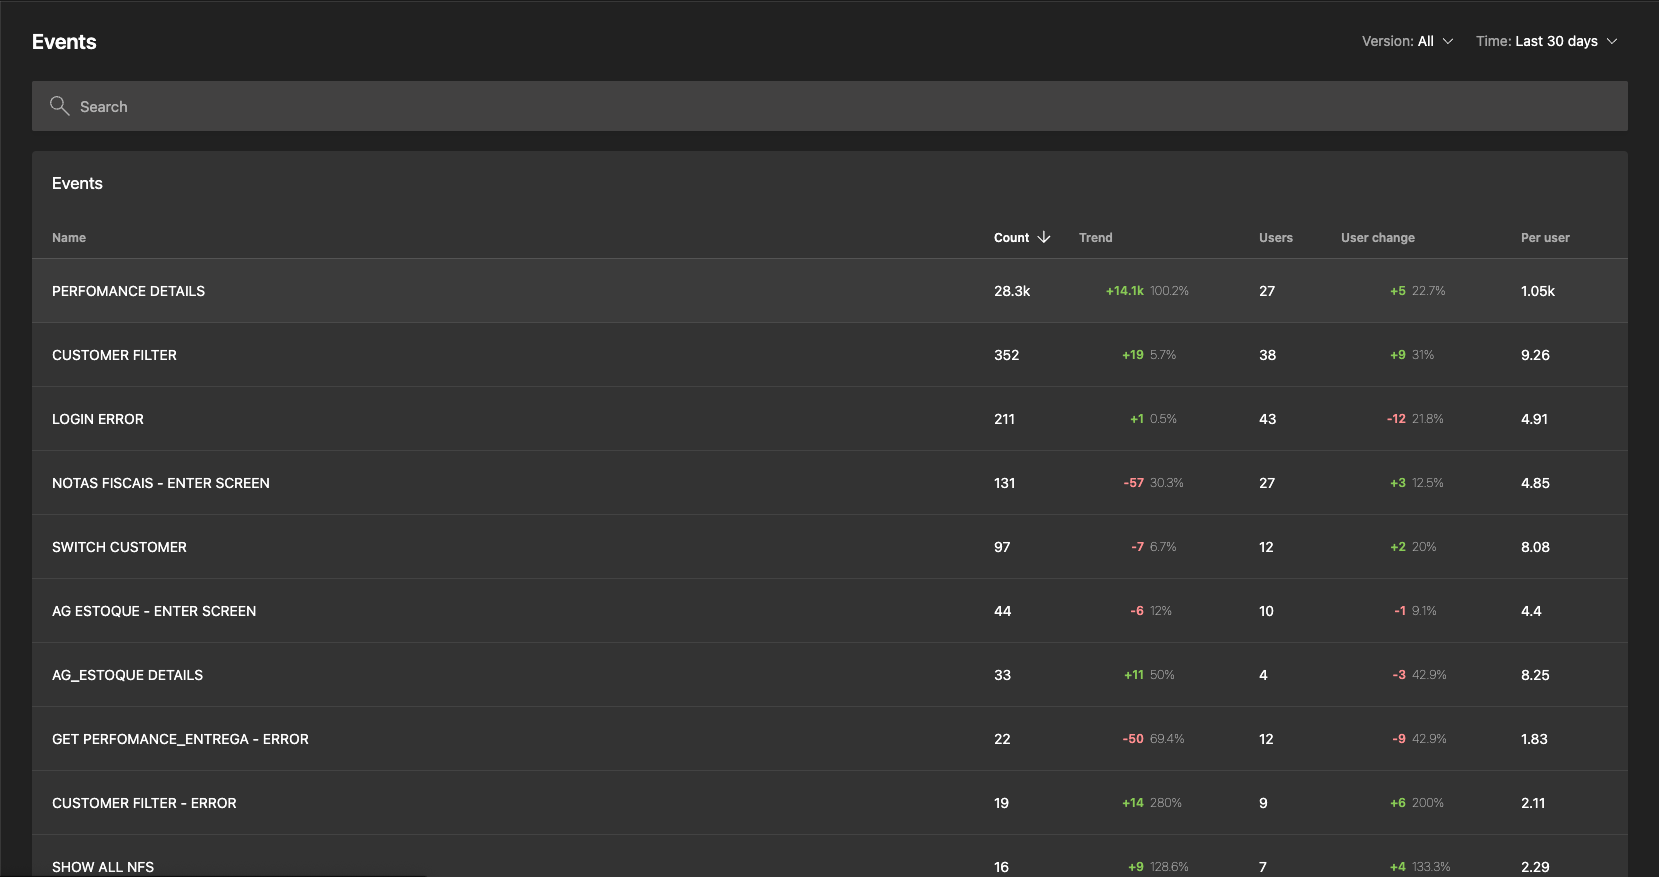 Events
Version: All Time: Last 30 days
Search
Events
Name Count Trend Users User change Per user
PERFOMANCE DETAILS 28.3k +14.1k 100.2% 27 +5 22.7% 1.05k
CUSTOMER FILTER 352 +19 5.7% 38 +9 31% 9.26
LOGIN ERROR 211 +1 0.5% 43 -12 21.8% 4.91
NOTAS FISCAIS - ENTER SCREEN 131 -57 30.3% 27 +3 12.5% 4.85
SWITCH CUSTOMER 97 -7 6.7% 12 +2 20% 8.08
AG ESTOQUE - ENTER SCREEN 44 -6 12% 10 -1 9.1% 4.4
AG_ESTOQUE DETAILS 33 +11 50% 4 -3 42.9% 8.25
GET PERFOMANCE_ENTREGA - ERROR 22 -50 69.4% 12 -9 42.9% 1.83
CUSTOMER FILTER - ERROR 19 +14 280% 9 +6 200% 2.11
SHOW ALL NFS 16 +9 128.6% 7 +4 133.3% 2.29